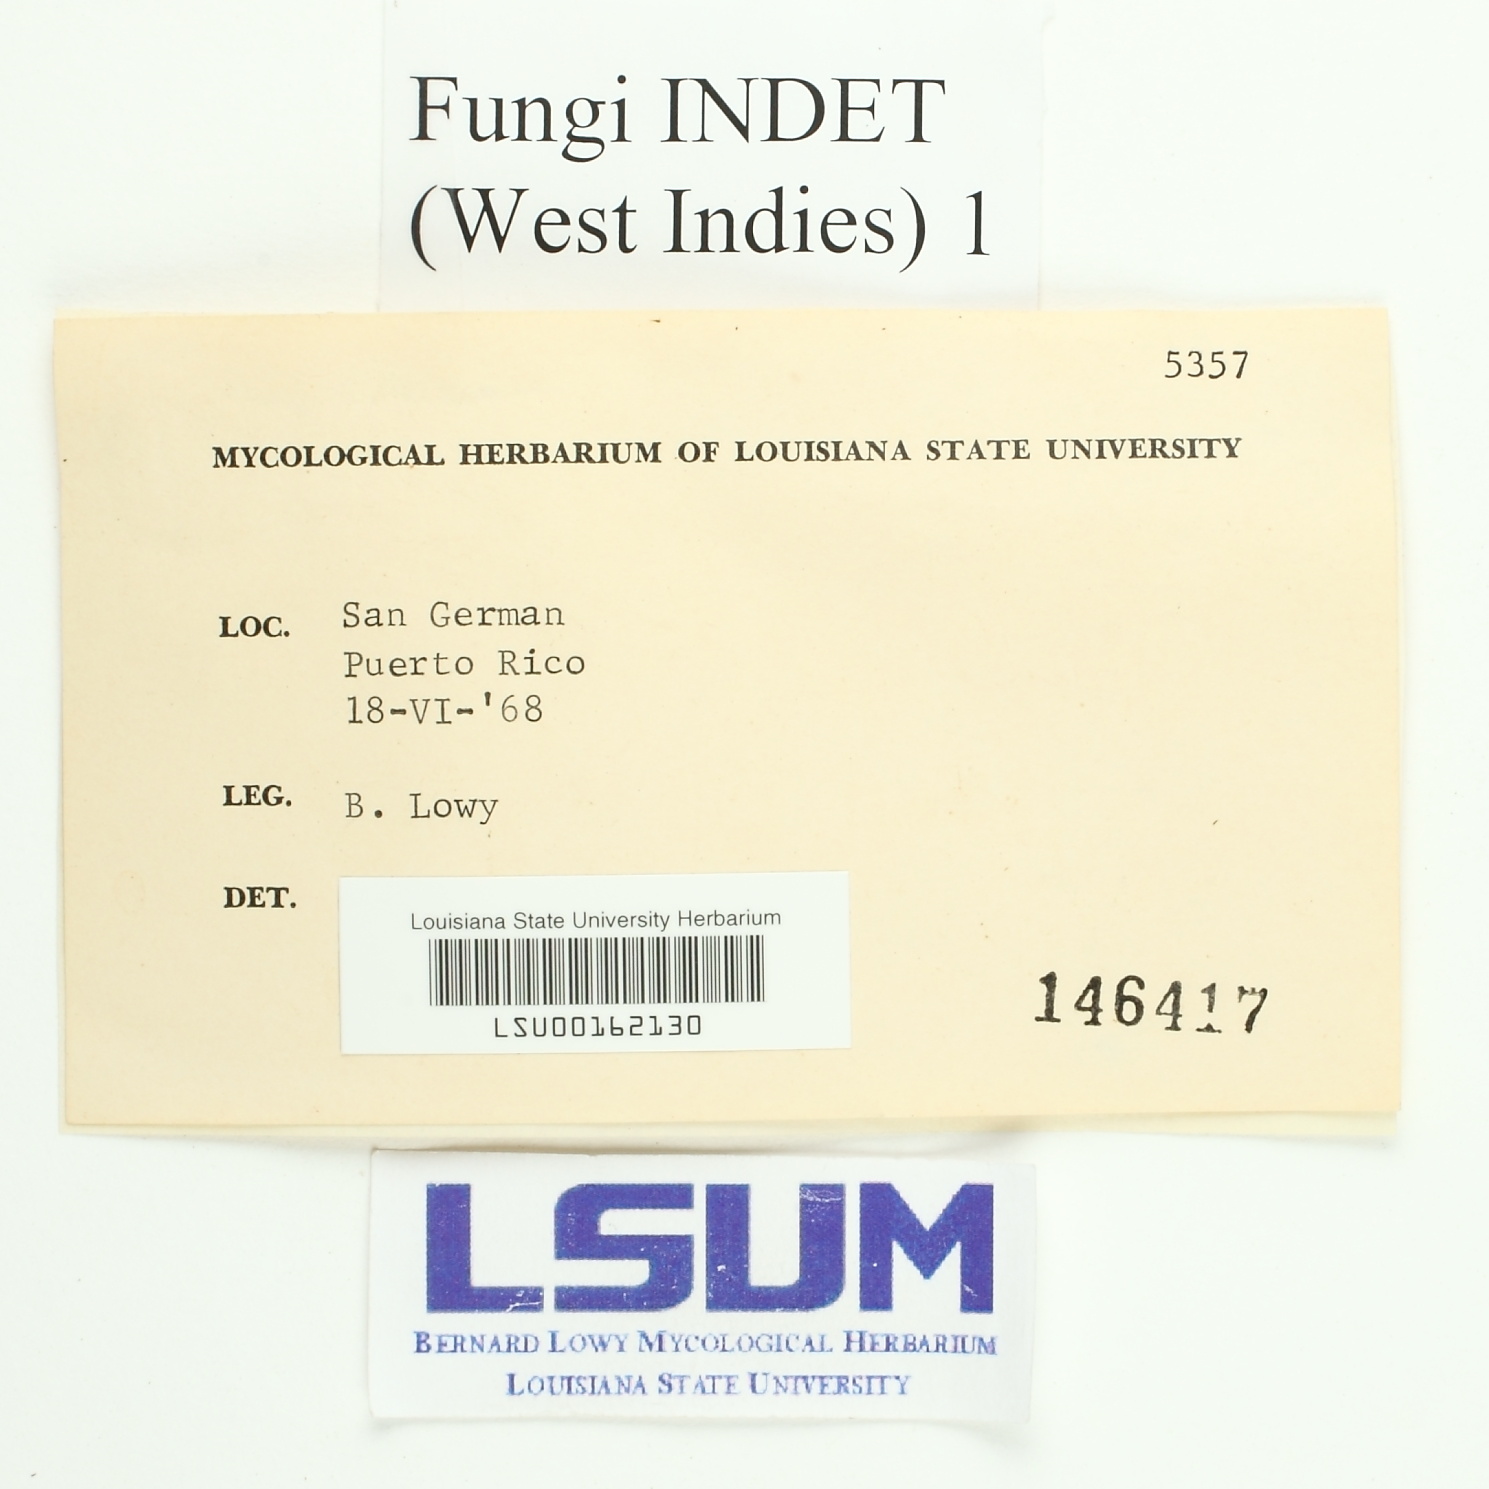 Fungi INDET
(West Indies) 1
5357
MYCOLOGICAL HERBARIUM OF LOUISIANA STATE UNIVERSITY
LOC. San German
Puerto Rico
18-VI-'68
LEG. B. Lowy
DET.
Louisiana State University Herbarium
LSU00162130
146417
LSUM
BERNARD LOWY MYCOLOGICAL HERBARIUM
LOUISIANA STATE UNIVERSITY